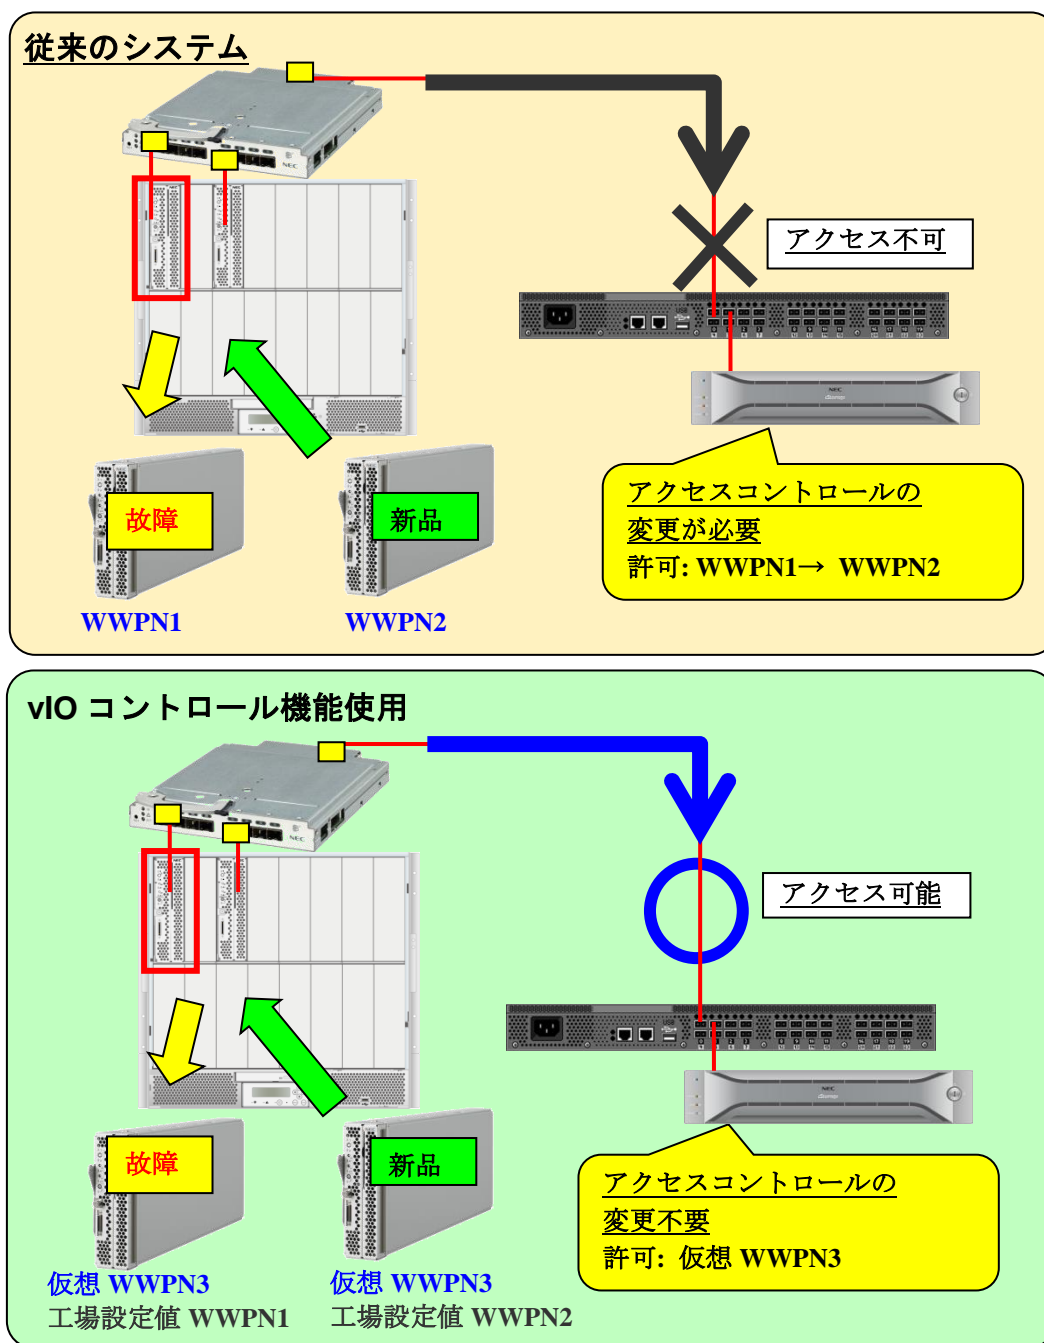 従来のシステム
NEC
アクセス不可
NEC
アクセスコントロールの
変更が必要
許可: WWPN1→ WWPN2
故障
新品
WWPN1
WWPN2
vIO コントロール機能使用
NEC
アクセス可能
NEC
アクセスコントロールの
変更不要
許可: 仮想 WWPN3
故障
新品
仮想 WWPN3
工場設定値 WWPN1
仮想 WWPN3
工場設定値 WWPN2